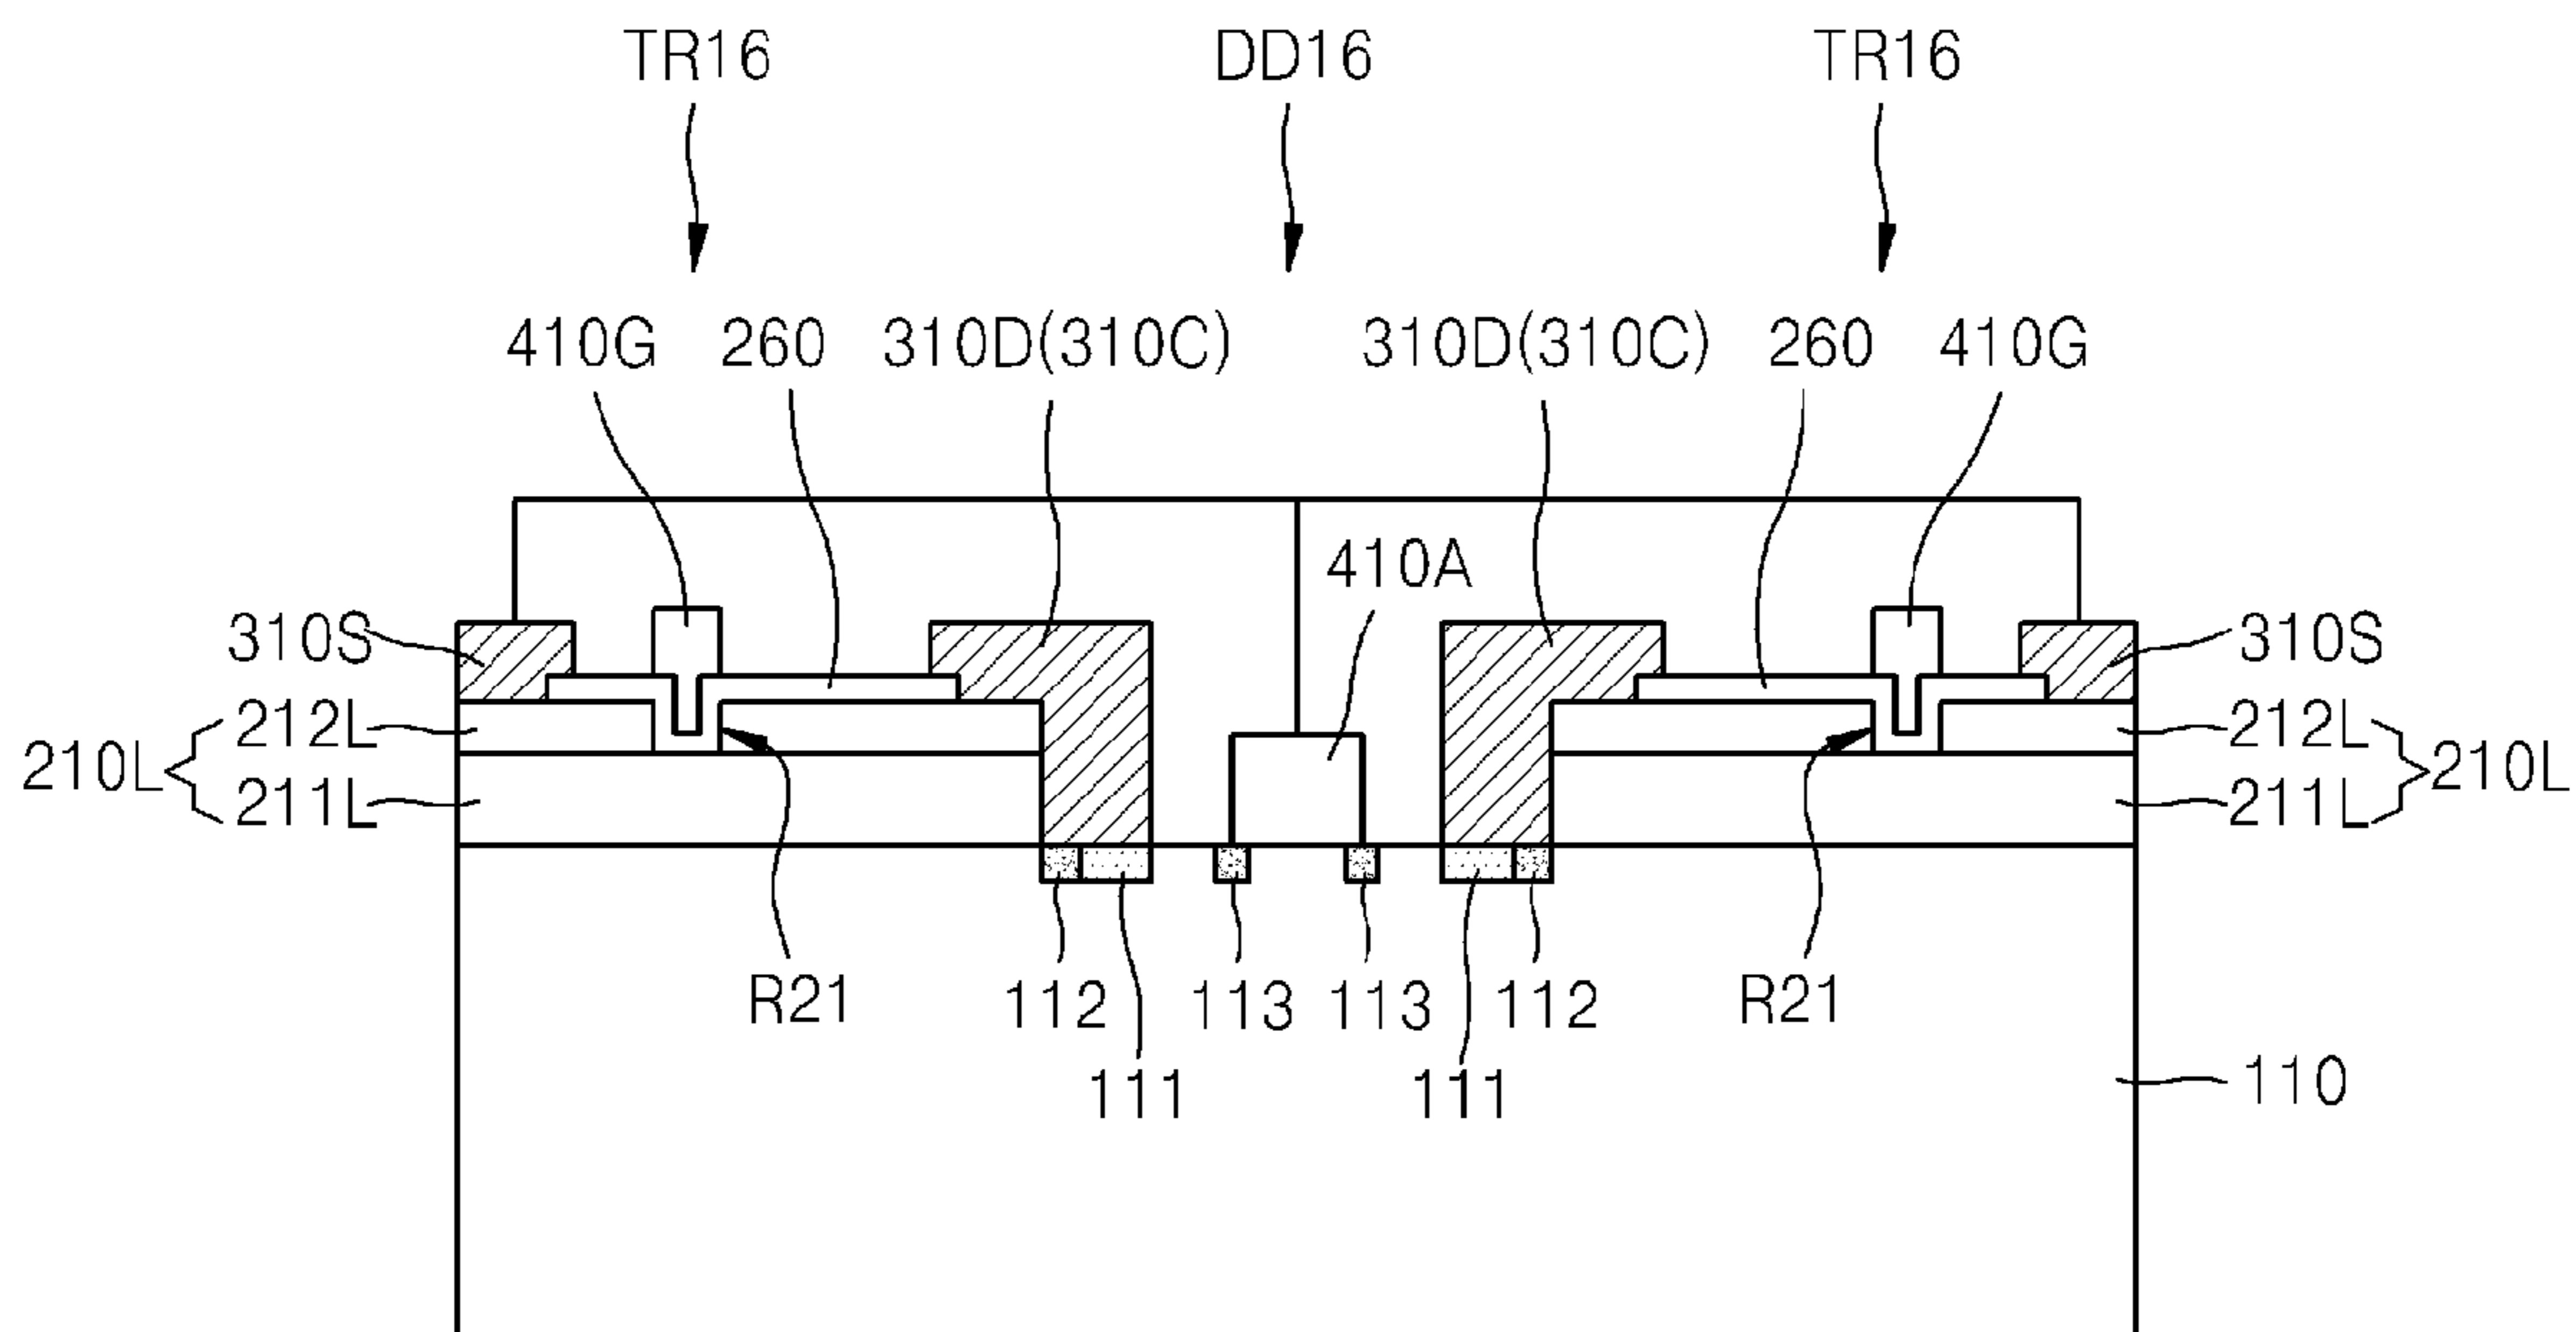 TR16 DD16 TR16
410G 260 310D(310C) 310D(310C) 260 410G
410A
310S 310S
212L 212L
210L 210L
211L 211L
R21 112 113 113 112 R21
111 111 110